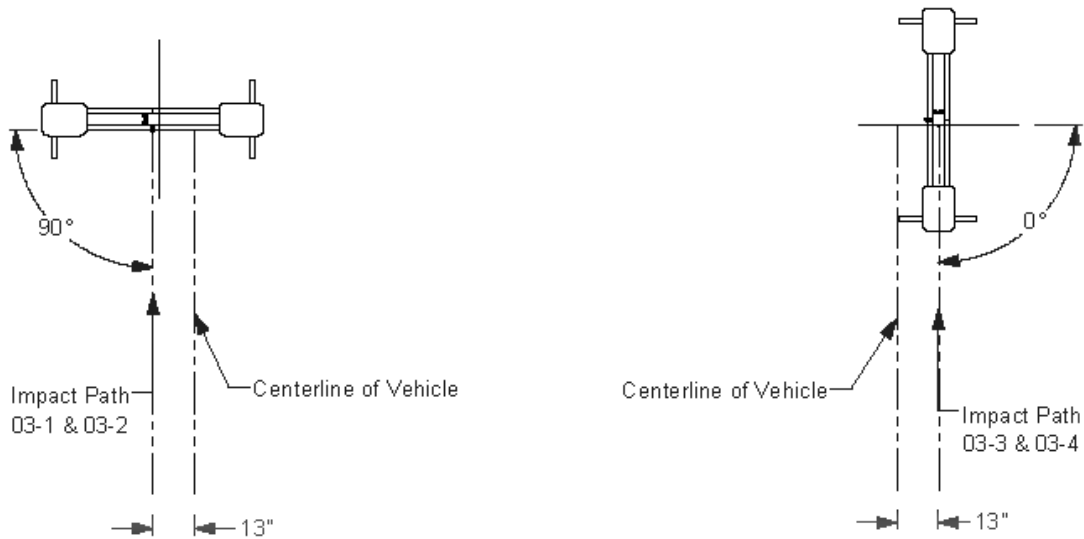 90°
Impact Path
03-1 & 03-2
Centerline of Vehicle
13"
0°
Centerline of Vehicle
Impact Path
03-3 & 03-4
13"